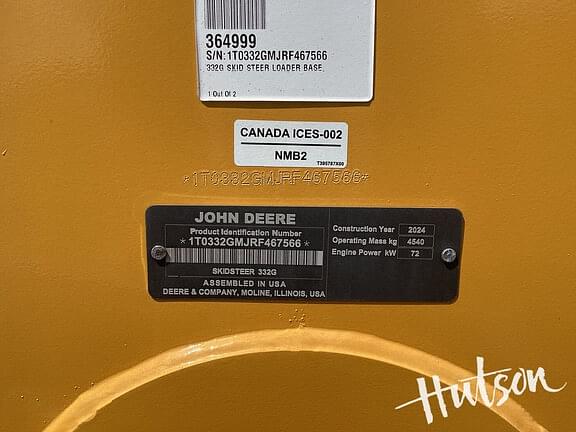 364999
S/N:1T0332GMJRF467566
332G SKID STEER LOADER BASE,
1 Out Of 2
CANADA ICES-002
NMB2
T395787X00
*1T0332GMJRF467566*
JOHN DEERE
Product Identification Number
*1T0332GMJRF467566*
SKIDSTEER 332G
ASSEMBLED IN USA
DEERE & COMPANY, MOLINE, ILLINOIS, USA
Construction Year 2024
Operating Mass kg 4540
Engine Power kW 72
Hutson